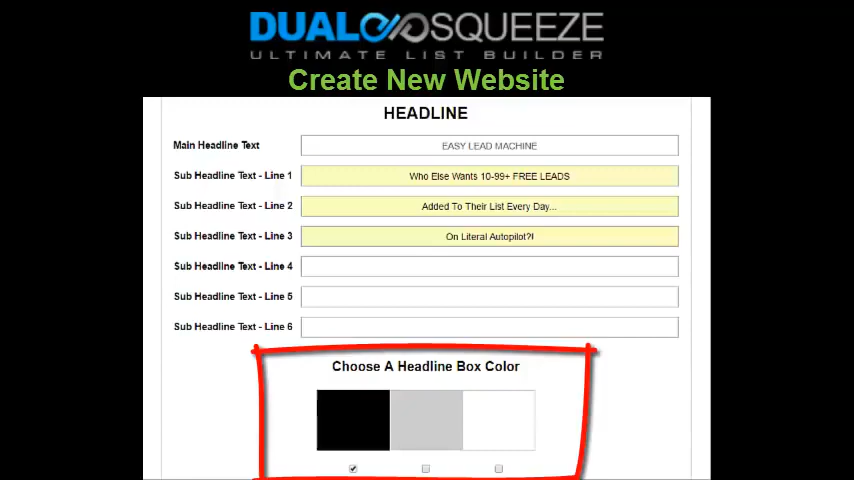 DUAL SQUEEZE
ULTIMATE LIST BUILDER
Create New Website
HEADLINE
Main Headline Text EASY LEAD MACHINE
Sub Headline Text - Line 1 Who Else Wants 10-99+ FREE LEADS
Sub Headline Text - Line 2 Added To Their List Every Day...
Sub Headline Text - Line 3 On Literal Autopilot?!
Sub Headline Text - Line 4
Sub Headline Text - Line 5
Sub Headline Text - Line 6
Choose A Headline Box Color